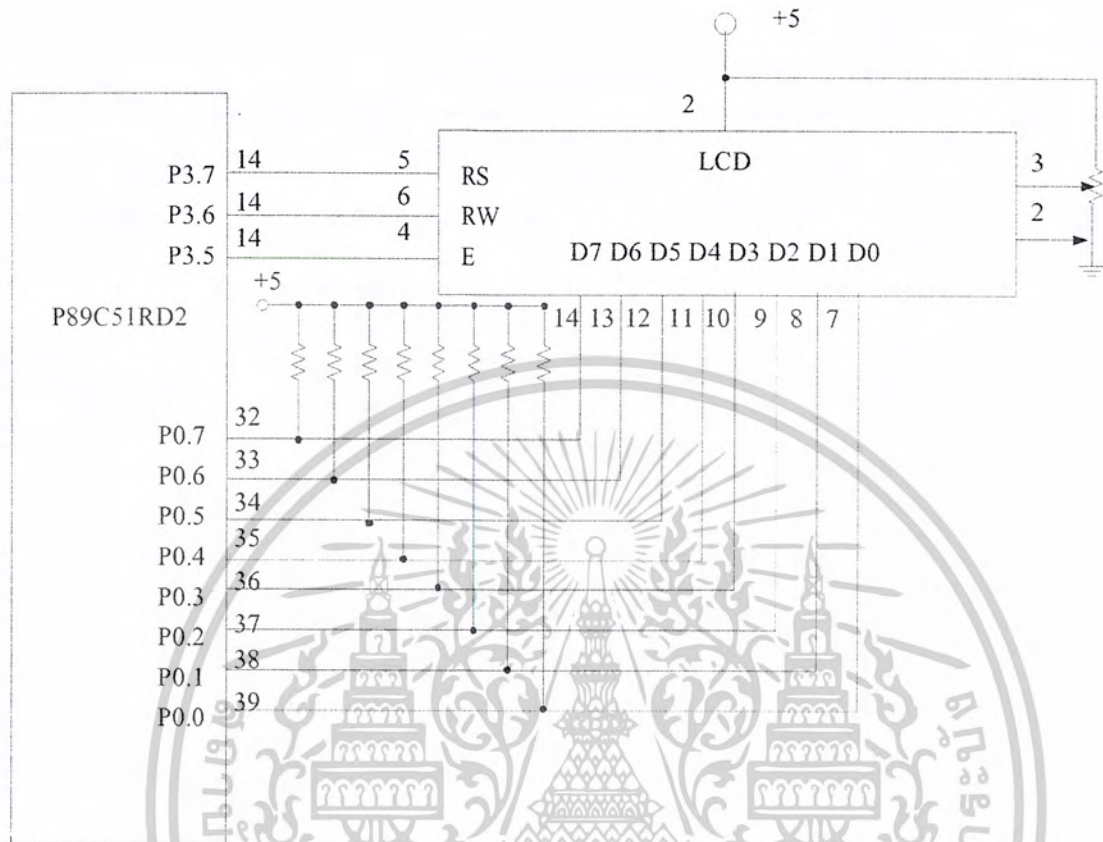 +5
2
LCD
P3.7 14 5 RS 3
P3.6 14 6 RW 2
P3.5 14 4 E D7 D6 D5 D4 D3 D2 D1 D0
+5
P89C51RD2 14 13 12 11 10 9 8 7
P0.7 32
P0.6 33
P0.5 34
P0.4 35
P0.3 36
P0.2 37
P0.1 38
P0.0 39